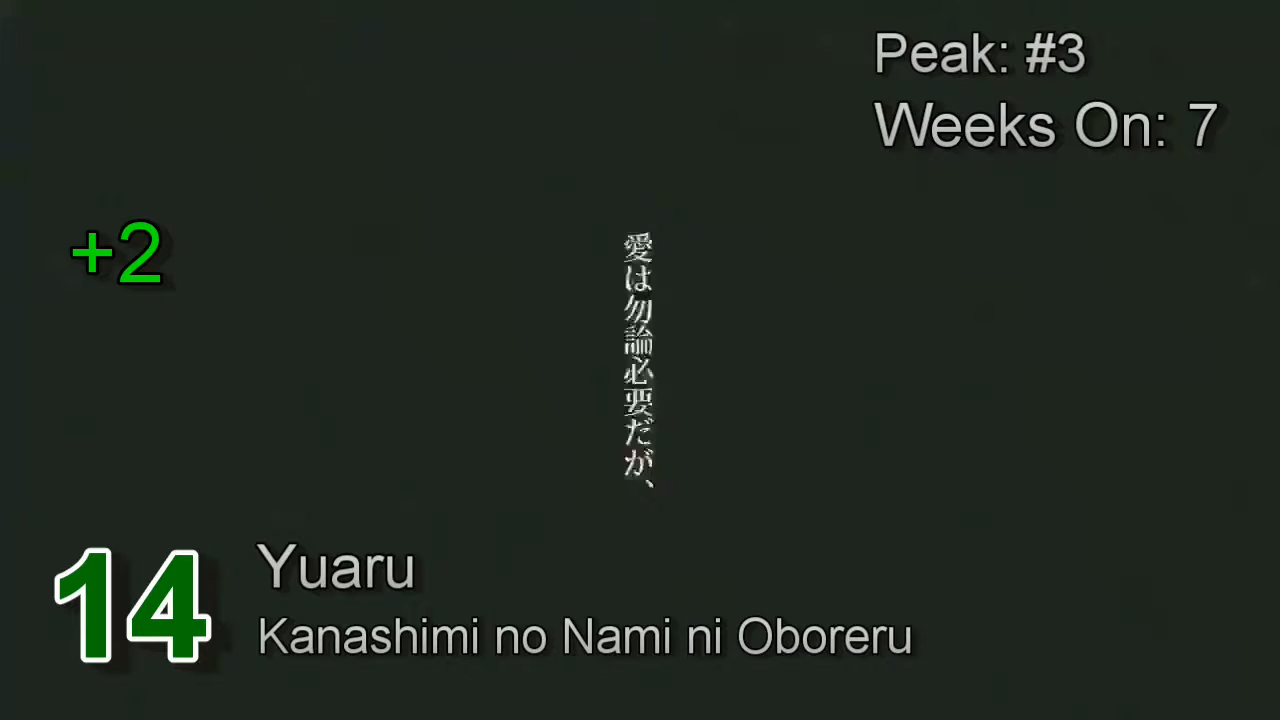 Peak: #3
Weeks On: 7
+2
愛は勿論必要だが、
14
Yuaru
Kanashimi no Nami ni Oboreru